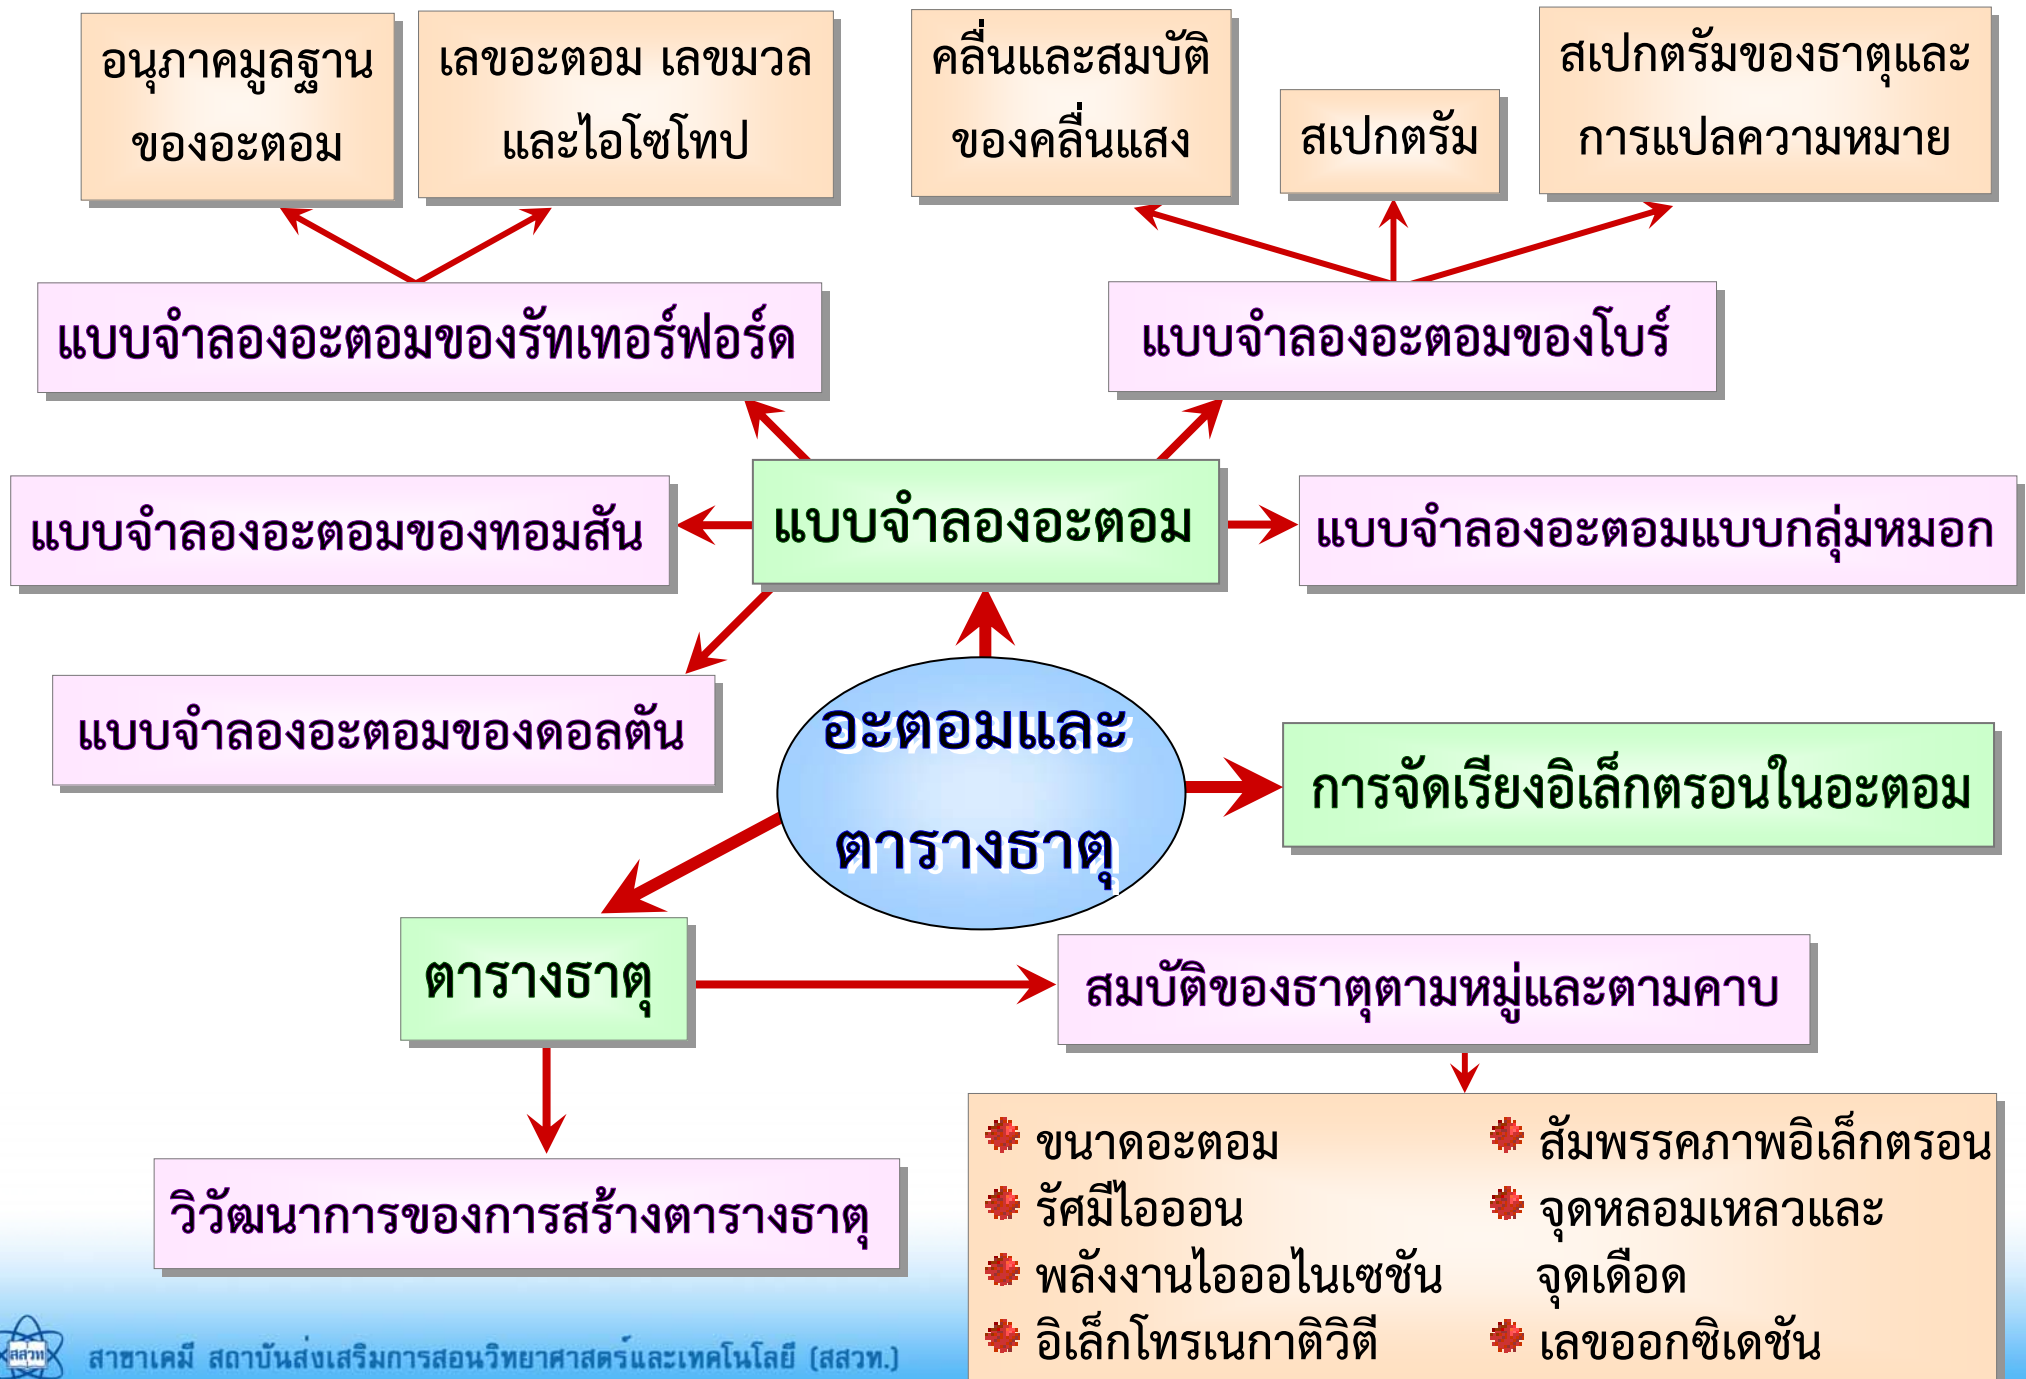 อนุภาคมูลฐาน
ของอะตอม
เลขอะตอม เลขมวล
และไอโซโทป
คลื่นและสมบัติ
ของคลื่นแสง
สเปกตรัม
สเปกตรัมของธาตุและ
การแปลความหมาย
แบบจำลองอะตอมของรัทเทอร์ฟอร์ด
แบบจำลองอะตอมของโบร์
แบบจำลองอะตอมของทอมสัน
แบบจำลองอะตอม
แบบจำลองอะตอมแบบกลุ่มหมอก
แบบจำลองอะตอมของดอลตัน
อะตอมและ
ตารางธาตุ
การจัดเรียงอิเล็กตรอนในอะตอม
ตารางธาตุ
สมบัติของธาตุตามหมู่และตามคาบ
วิวัฒนาการของการสร้างตารางธาตุ
ขนาดอะตอม
รัศมีไอออน
พลังงานไอออไนเซชัน
อิเล็กโทรเนกาติวิตี
สัมพรรคภาพอิเล็กตรอน
จุดหลอมเหลวและ
จุดเดือด
เลขออกซิเดชัน
สสวท
สาขาเคมี สถาบันส่งเสริมการสอนวิทยาศาสตร์และเทคโนโลยี (สสวท.)